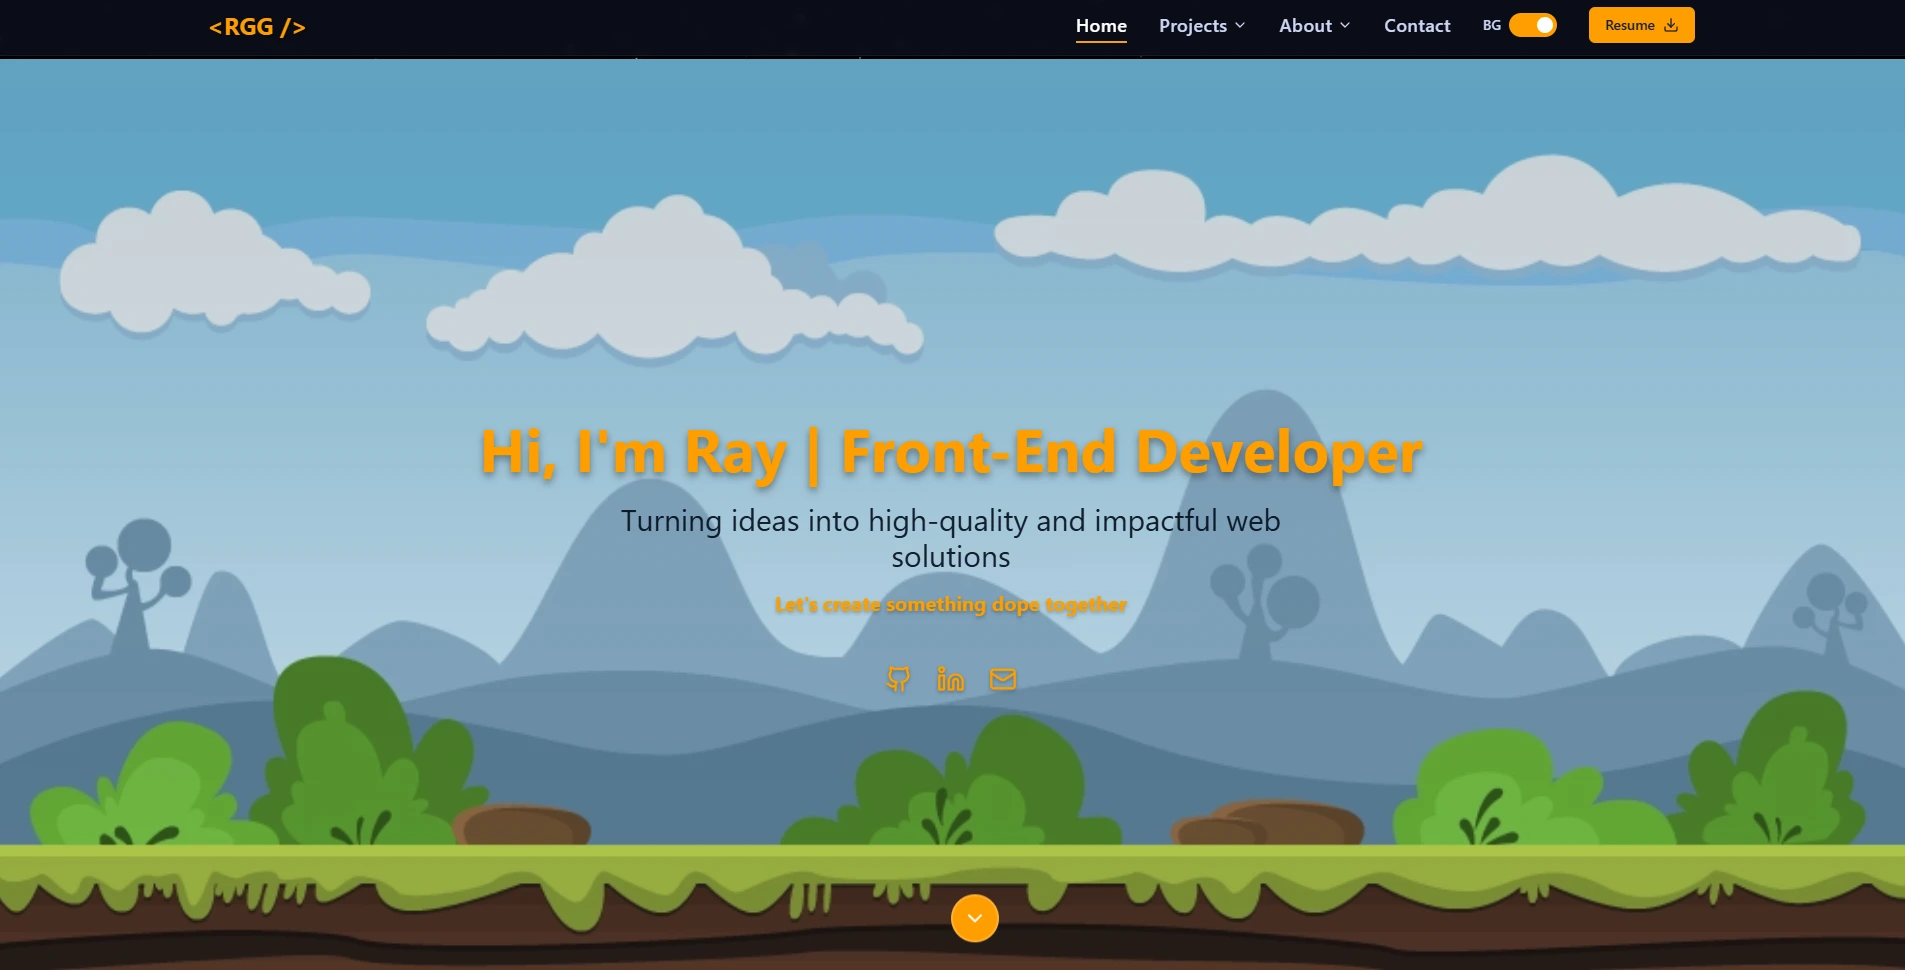 <RGG />
Home Projects About Contact BG Resume
Hi, I'm Ray | Front-End Developer
Turning ideas into high-quality and impactful web
solutions
Let's create something dope together